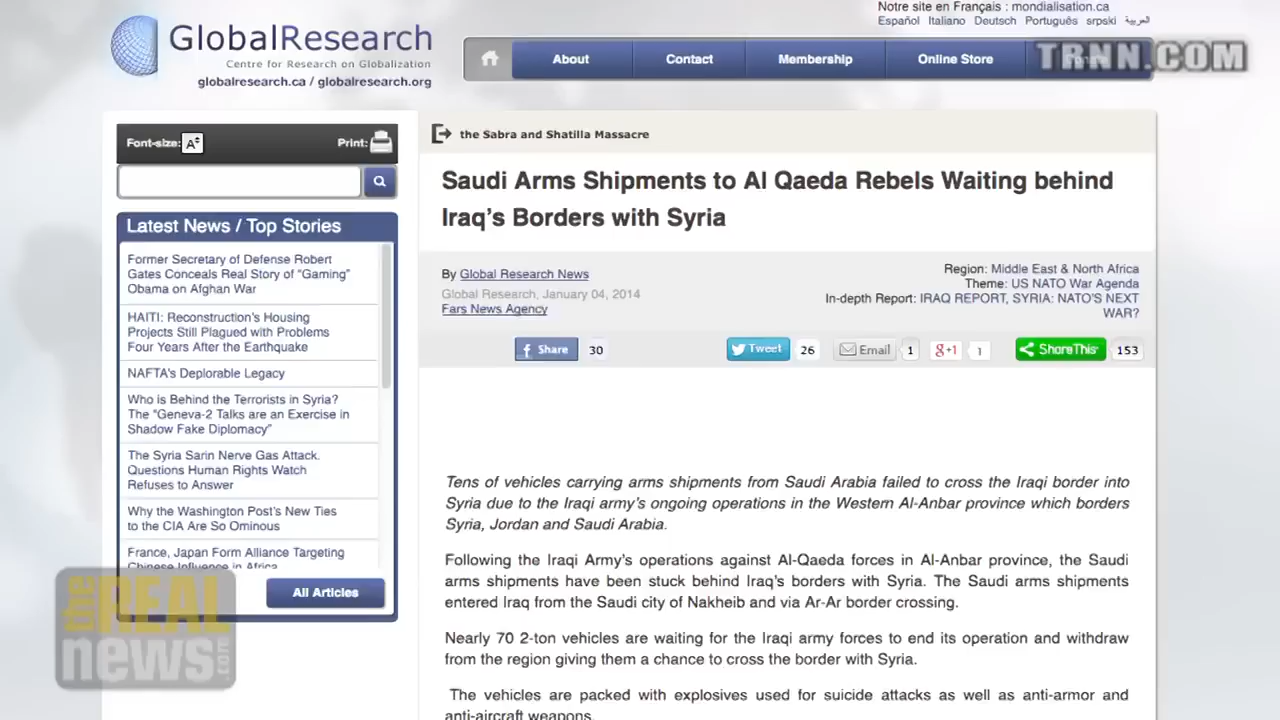 Notre site en Français : mondialisation.ca
Español Italiano Deutsch Português srpski العربية
GlobalResearch
Centre for Research on Globalization
globalresearch.ca / globalresearch.org
About Contact Membership Online Store
TRNN.COM
Font-size: A Print:
the Sabra and Shatilla Massacre
Saudi Arms Shipments to Al Qaeda Rebels Waiting behind
Iraq's Borders with Syria
By Global Research News
Global Research, January 04, 2014
Fars News Agency
Region: Middle East & North Africa
Theme: US NATO War Agenda
In-depth Report: IRAQ REPORT, SYRIA: NATO'S NEXT
WAR?
f Share 30 Tweet 26 Email 1 g+1 1 ShareThis 153
Latest News / Top Stories
Former Secretary of Defense Robert
Gates Conceals Real Story of "Gaming"
Obama on Afghan War
HAITI: Reconstruction's Housing
Projects Still Plagued with Problems
Four Years After the Earthquake
NAFTA's Deplorable Legacy
Who is Behind the Terrorists in Syria?
The "Geneva-2 Talks are an Exercise in
Shadow Fake Diplomacy"
The Syria Sarin Nerve Gas Attack.
Questions Human Rights Watch
Refuses to Answer
Why the Washington Post's New Ties
to the CIA Are So Ominous
France, Japan Form Alliance Targeting
Chinese Influence in Africa
All Articles
Tens of vehicles carrying arms shipments from Saudi Arabia failed to cross the Iraqi border into
Syria due to the Iraqi army's ongoing operations in the Western Al-Anbar province which borders
Syria, Jordan and Saudi Arabia.
Following the Iraqi Army's operations against Al-Qaeda forces in Al-Anbar province, the Saudi
arms shipments have been stuck behind Iraq's borders with Syria. The Saudi arms shipments
entered Iraq from the Saudi city of Nakheib and via Ar-Ar border crossing.
Nearly 70 2-ton vehicles are waiting for the Iraqi army forces to end its operation and withdraw
from the region giving them a chance to cross the border with Syria.
The vehicles are packed with explosives used for suicide attacks as well as anti-armor and
anti-aircraft weapons.
the REAL
news.com